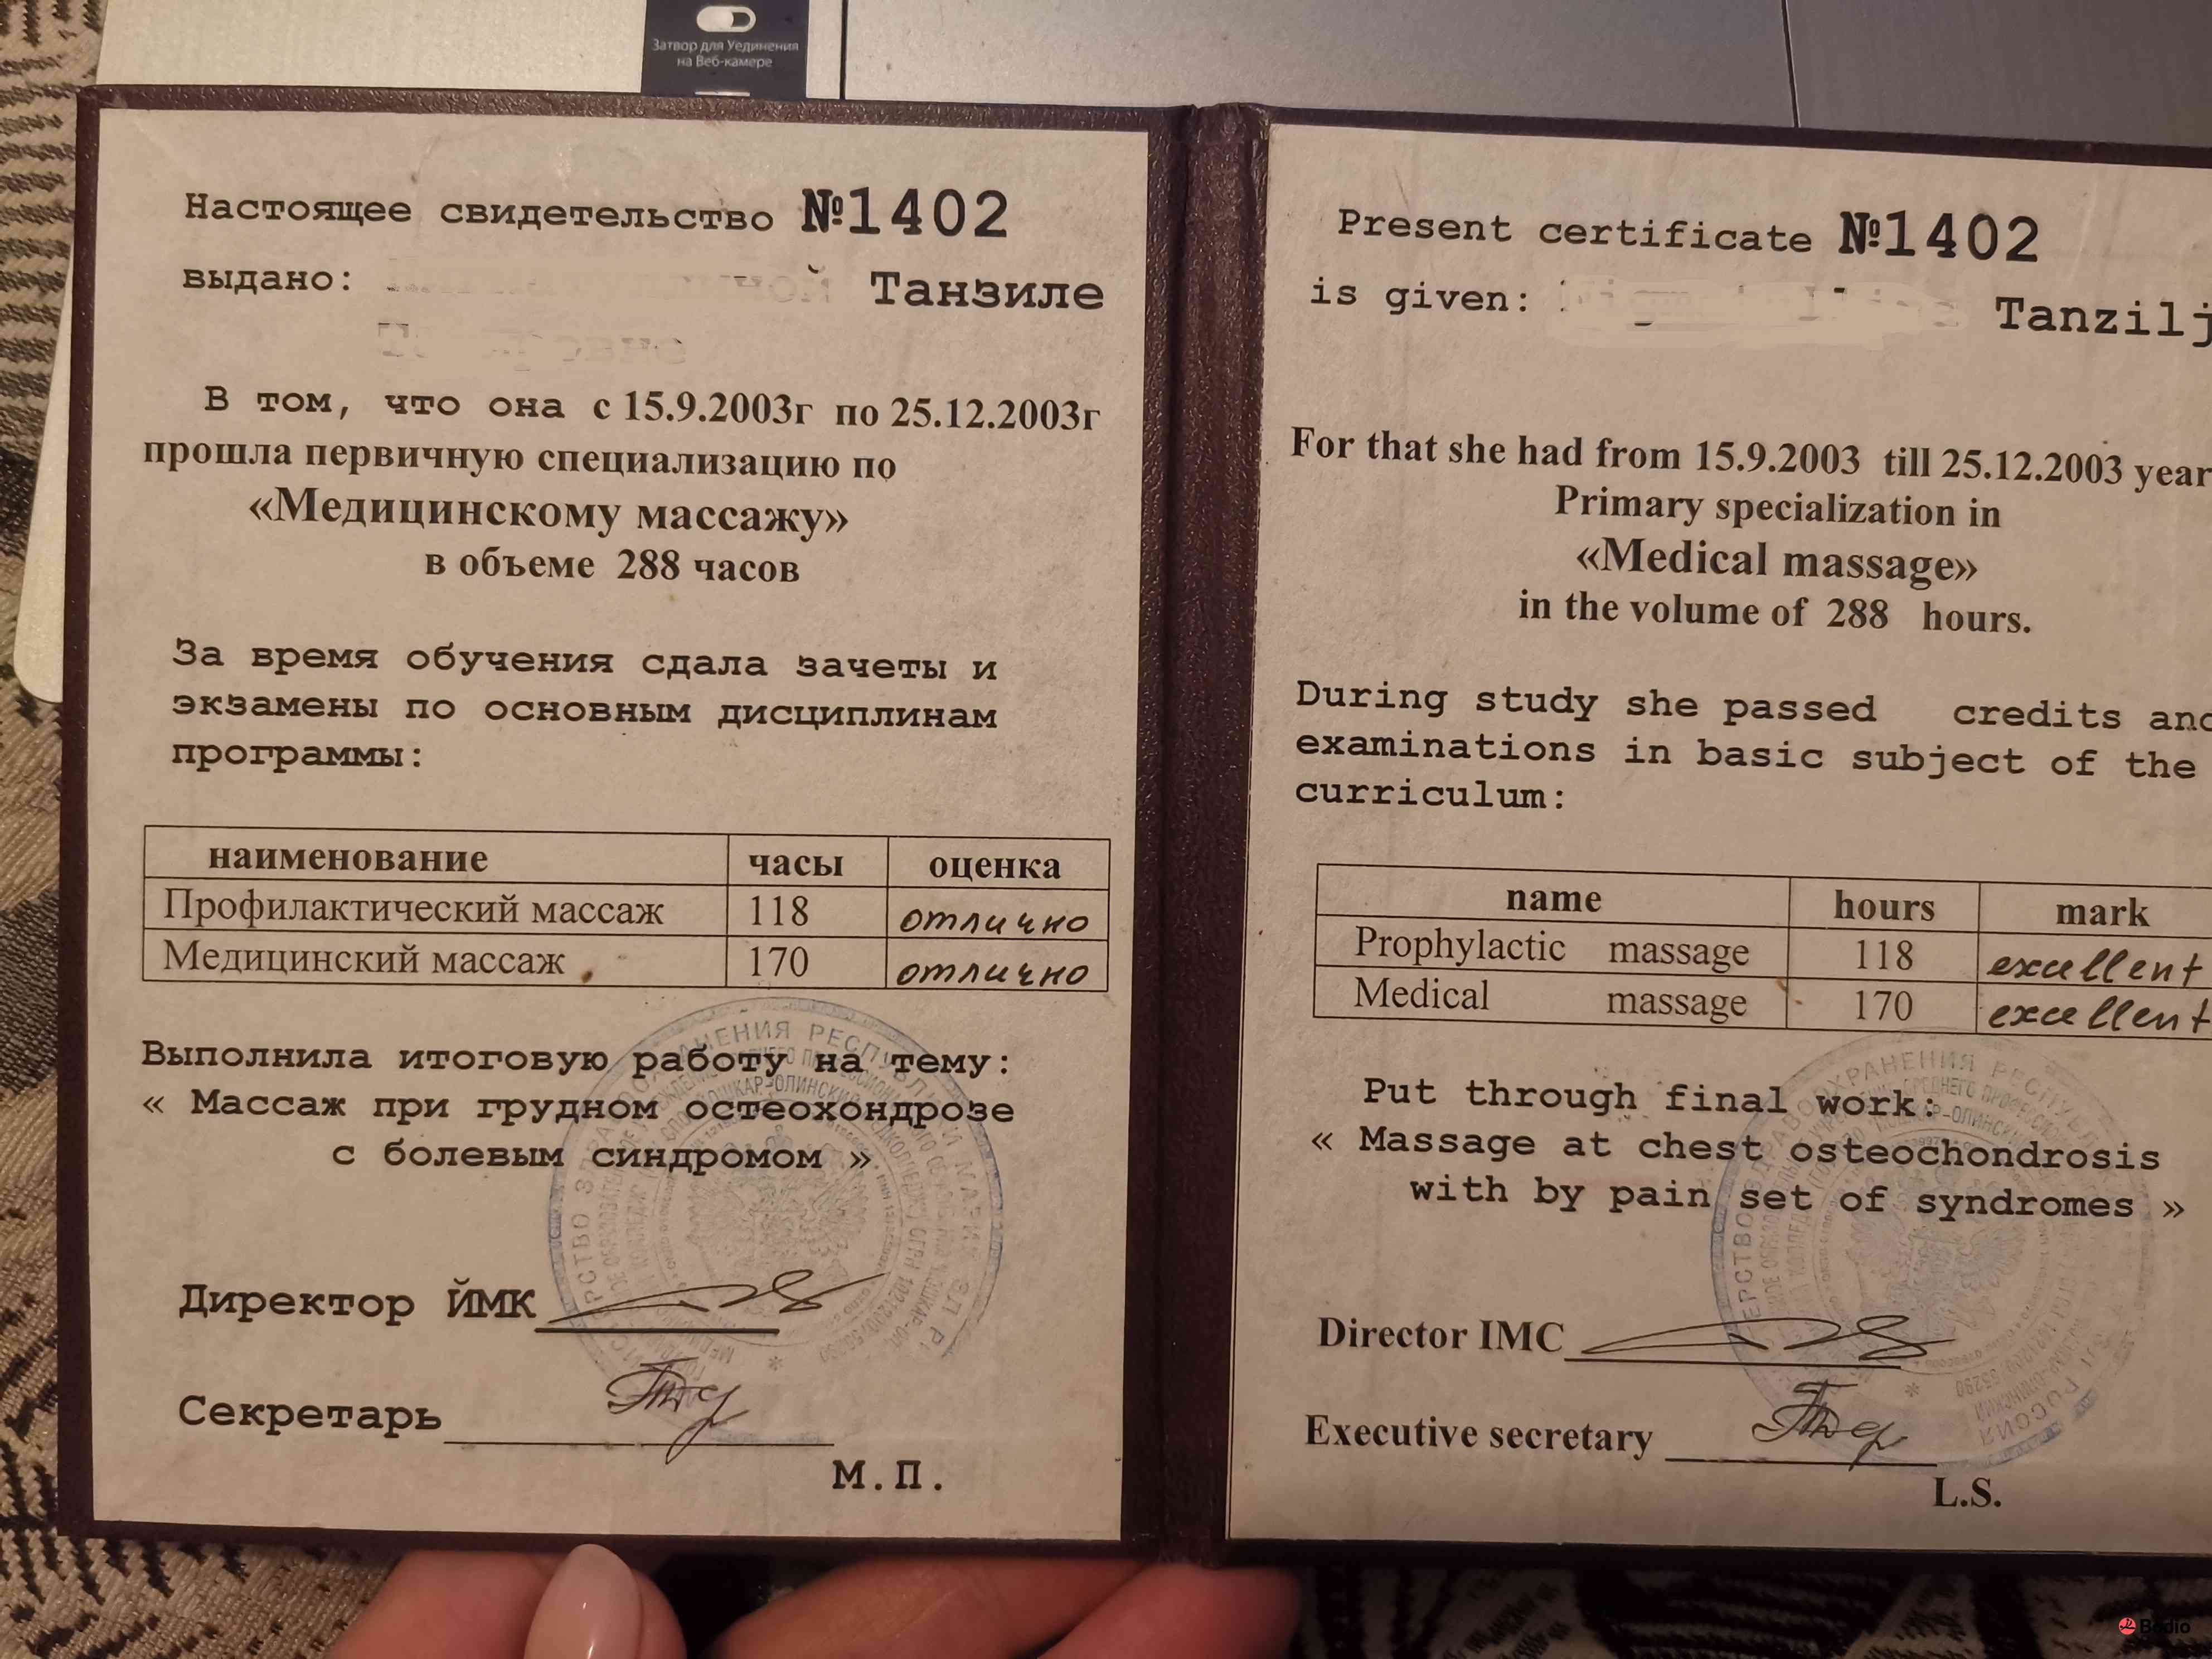 Затвор для Уединения
на Веб-камере
Настоящее свидетельство №1402
выдано: Танзиле
В том, что она с 15.9.2003г по 25.12.2003г
прошла первичную специализацию по
«Медицинскому массажу»
в объеме 288 часов
За время обучения сдала зачеты и
экзамены по основным дисциплинам
программы:
наименование часы оценка
Профилактический массаж 118 отлично
Медицинский массаж 170 отлично
Выполнила итоговую работу на тему:
« Массаж при грудном остеохондрозе
с болевым синдромом »
Директор ЙМК
Секретарь
М.П.
Present certificate №1402
is given: Tanzilj
For that she had from 15.9.2003 till 25.12.2003 year
Primary specialization in
«Medical massage»
in the volume of 288 hours.
During study she passed credits and
examinations in basic subject of the
curriculum:
name hours mark
Prophylactic massage 118 excellent
Medical massage 170 excellent
Put through final work:
« Massage at chest osteochondrosis
with by pain set of syndromes »
Director IMC
Executive secretary
L.S.
Bodio